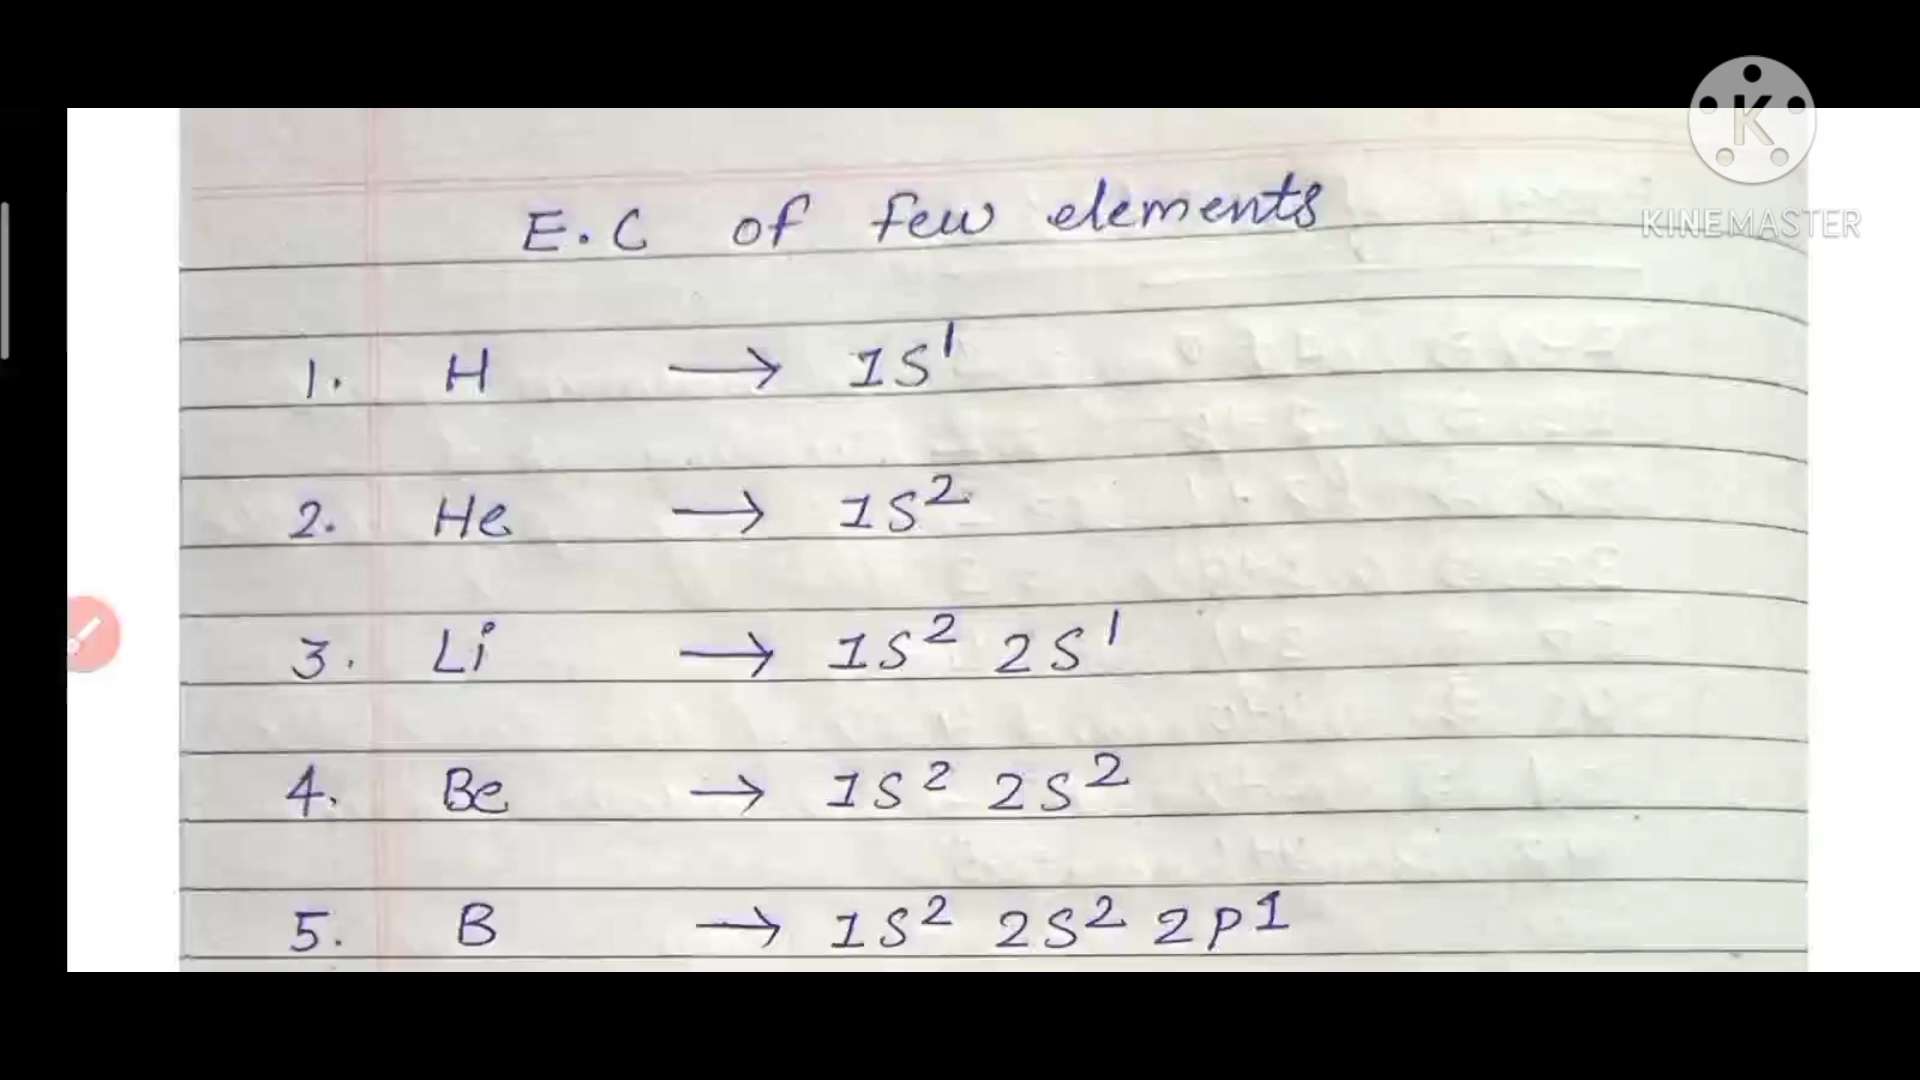 K
KINEMASTER
E.C of few elements
1. H → 1S¹
2. He → 1S²
3. Li → 1S² 2S¹
4. Be → 1S² 2S²
5. B → 1S² 2S² 2P¹